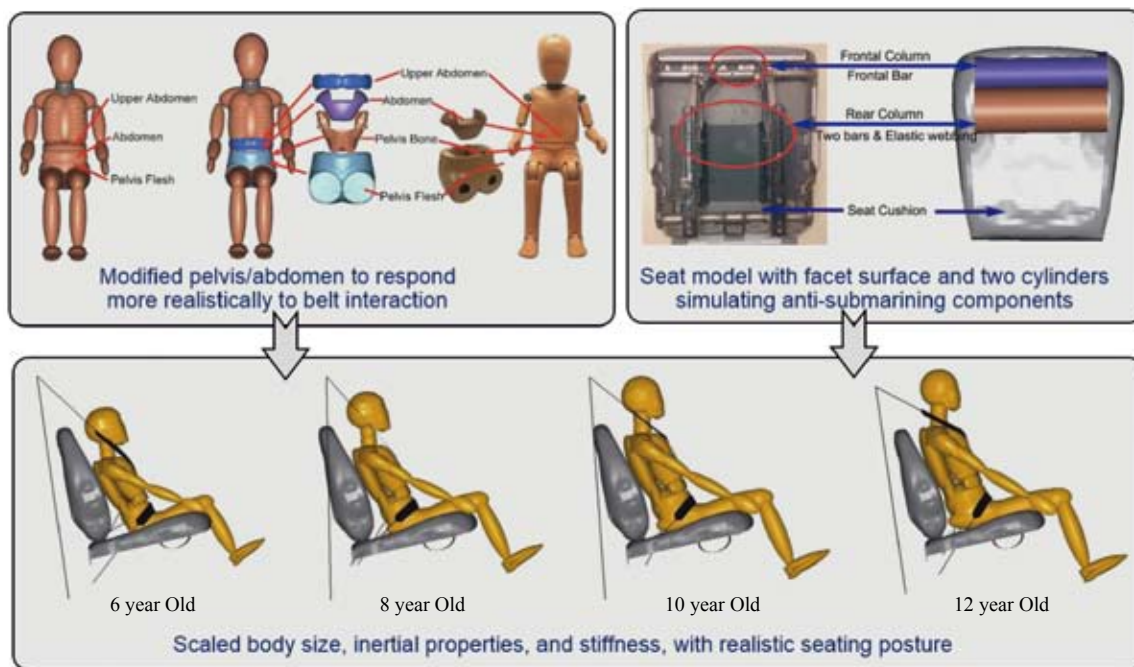 Upper Abdomen
Abdomen
Pelvis Flesh
Upper Abdomen
Abdomen
Pelvis Bone
Pelvis Flesh
Modified pelvis/abdomen to respond
more realistically to belt interaction
Frontal Column
Frontal Bar
Rear Column
Two bars & Elastic webbing
Seat Cushion
Seat model with facet surface and two cylinders
simulating anti-submarining components
6 year Old
8 year Old
10 year Old
12 year Old
Scaled body size, inertial properties, and stiffness, with realistic seating posture